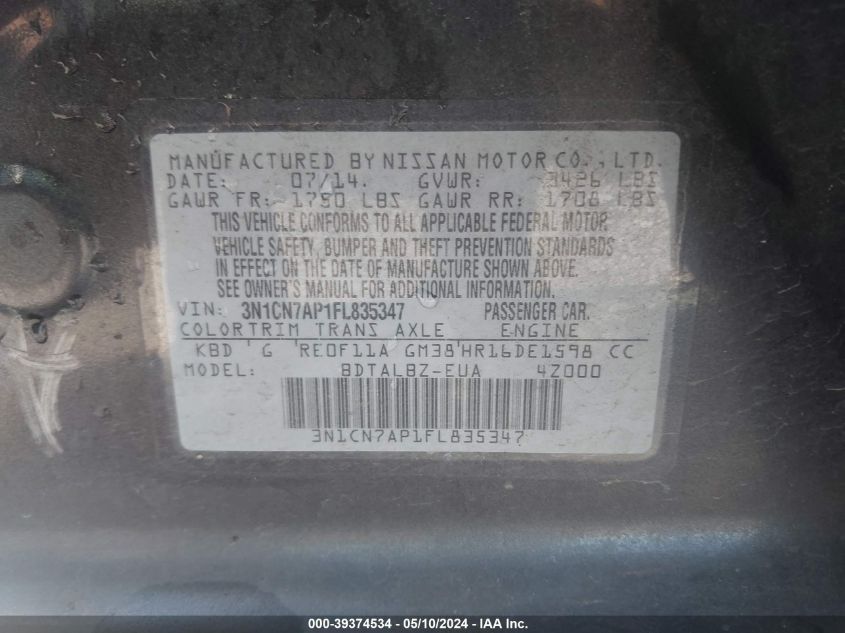 MANUFACTURED BY NISSAN MOTOR CO., LTD.
DATE: 07/14. GVWR: 3426 LBS
GAWR FR: 1750 LBS GAWR RR: 1708 LBS
THIS VEHICLE CONFORMS TO ALL APPLICABLE FEDERAL MOTOR
VEHICLE SAFETY, BUMPER AND THEFT PREVENTION STANDARDS
IN EFFECT ON THE DATE OF MANUFACTURE SHOWN ABOVE.
SEE OWNER'S MANUAL FOR ADDITIONAL INFORMATION.
VIN: 3N1CN7AP1FL835347 PASSENGER CAR.
COLOR TRIM TRANS AXLE ENGINE
KBD G RE0F11A GM38 HR16DE1598 CC
MODEL: BDTALBZ-EUA 4Z000
3N1CN7AP1FL835347
000-39374534 - 05/10/2024 - IAA Inc.